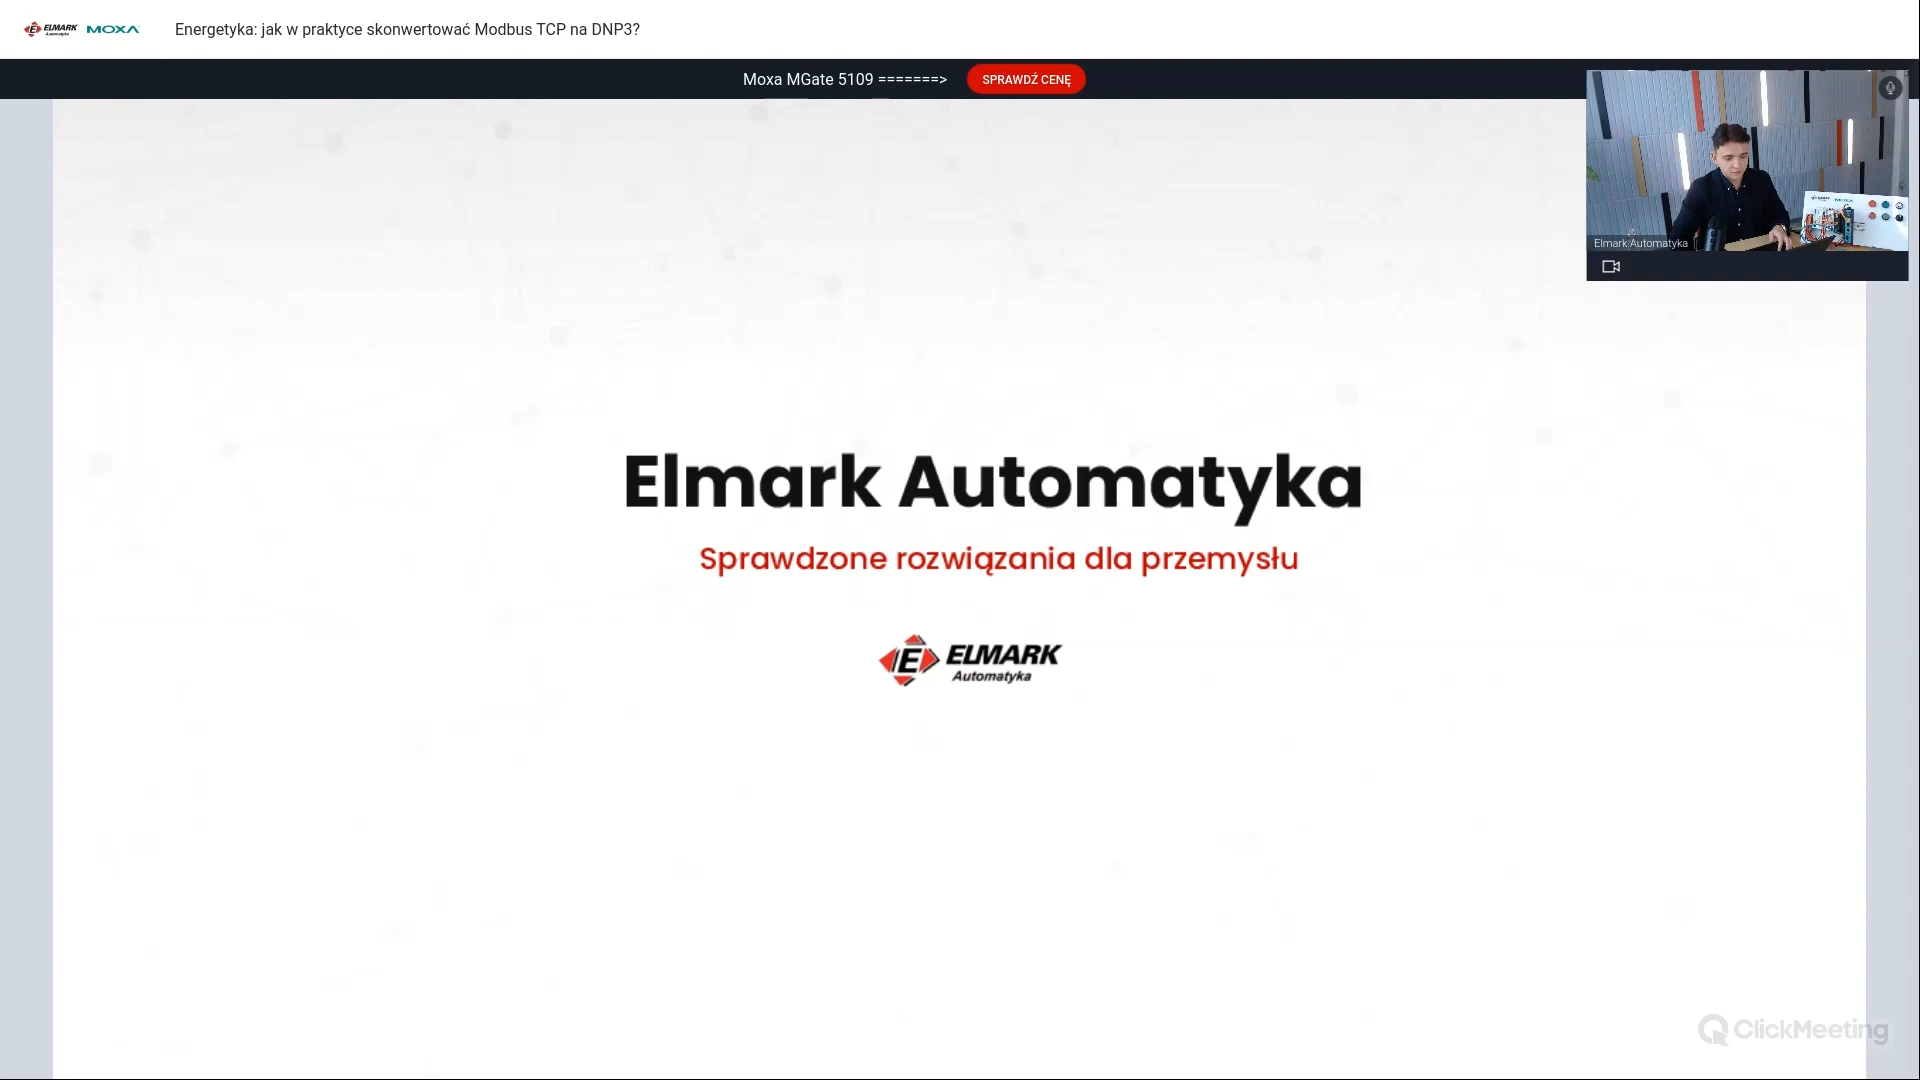 ELMARK Automatyka MOXA Energetyka: jak w praktyce skonwertować Modbus TCP na DNP3?
Moxa MGate 5109 =======> SPRAWDŹ CENĘ
Elmark Automatyka
Elmark Automatyka
Sprawdzone rozwiązania dla przemysłu
ELMARK
Automatyka
ClickMeeting